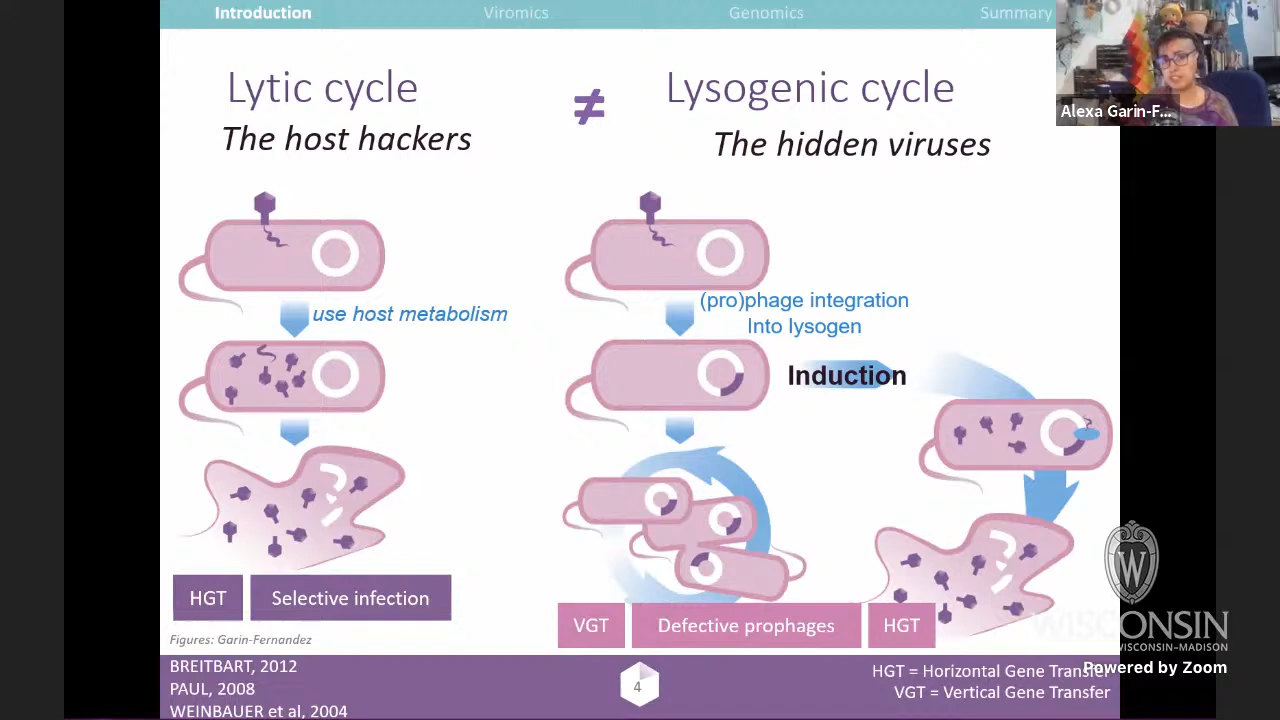 Introduction
Viromics
Genomics
Summary
Alexa Garin-F...
Lytic cycle
≠
Lysogenic cycle
The host hackers
The hidden viruses
use host metabolism
(pro)phage integration
Into lysogen
Induction
HGT
Selective infection
VGT
Defective prophages
HGT
Figures: Garin-Fernandez
BREITBART, 2012
PAUL, 2008
WEINBAUER et al, 2004
4
HGT = Horizontal Gene Transfer
VGT = Vertical Gene Transfer
W
WISCONSIN
WISCONSIN–MADISON
Powered by Zoom